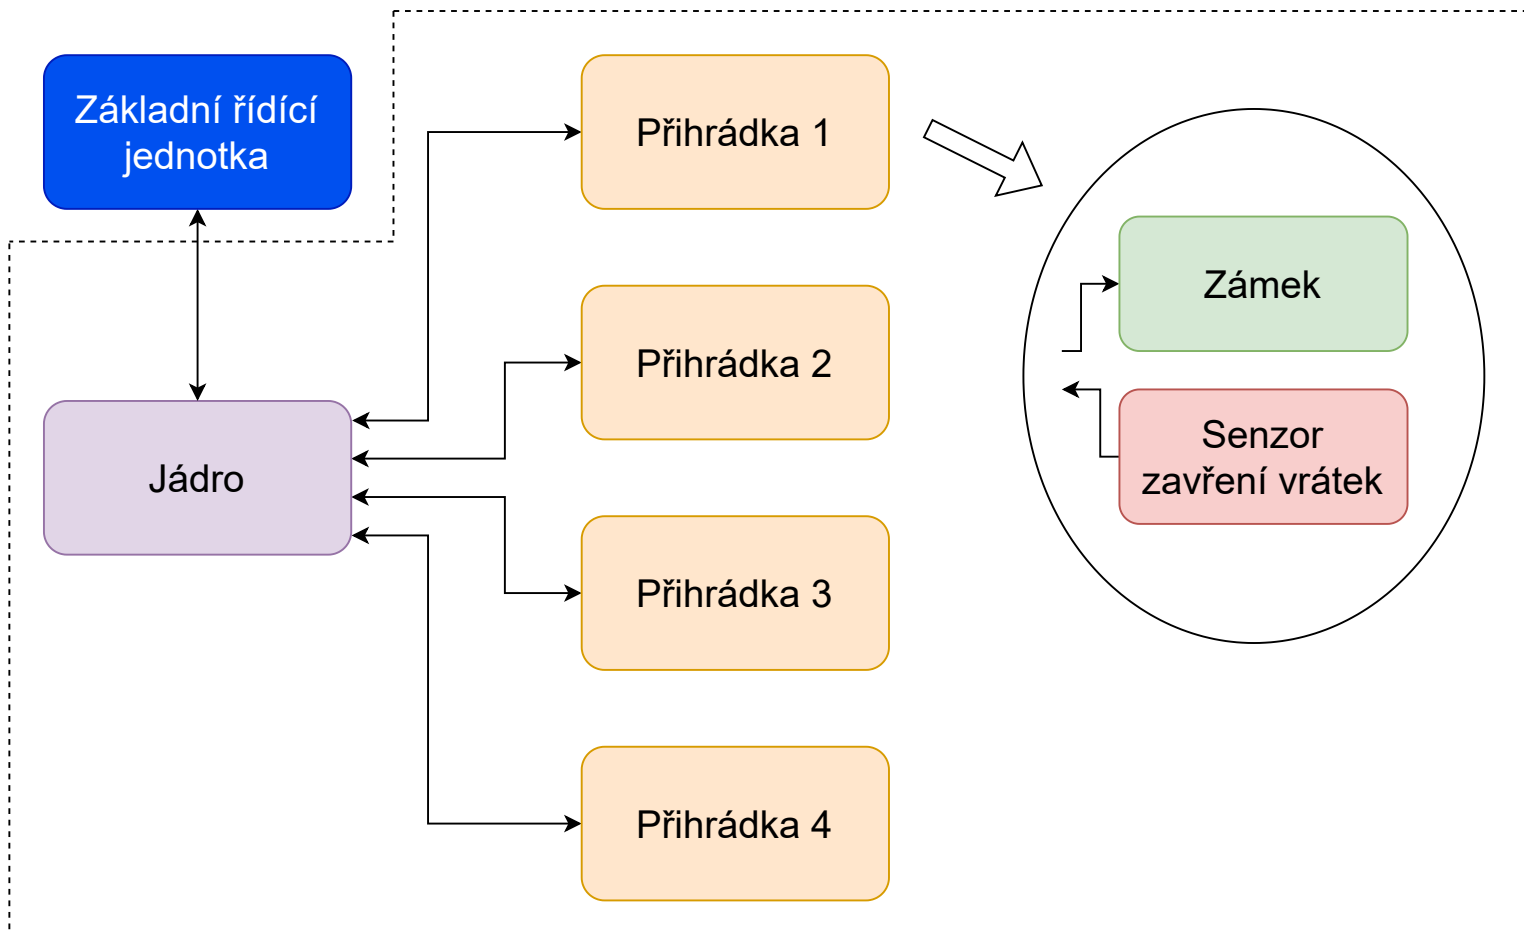 Základní řídící
jednotka
Přihrádka 1
Zámek
Přihrádka 2
Senzor
zavření vrátek
Jádro
Přihrádka 3
Přihrádka 4